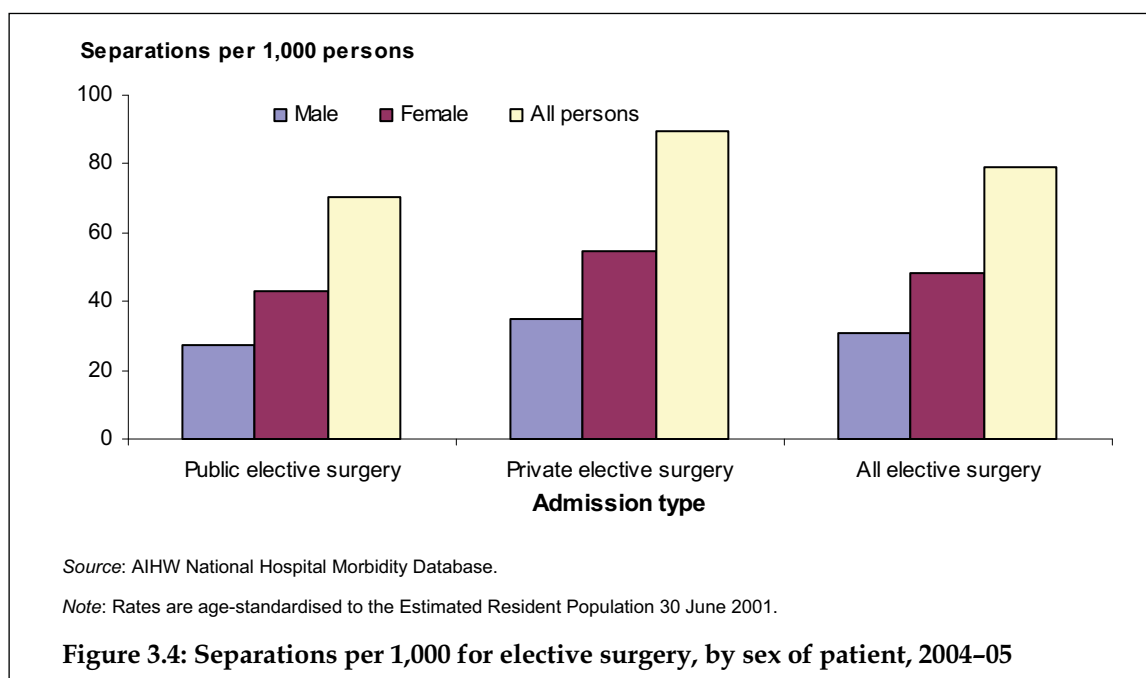 Separations per 1,000 persons
100
80
60
40
20
0
Male Female All persons
Public elective surgery Private elective surgery All elective surgery
Admission type
Source: AIHW National Hospital Morbidity Database.
Note: Rates are age-standardised to the Estimated Resident Population 30 June 2001.
Figure 3.4: Separations per 1,000 for elective surgery, by sex of patient, 2004–05